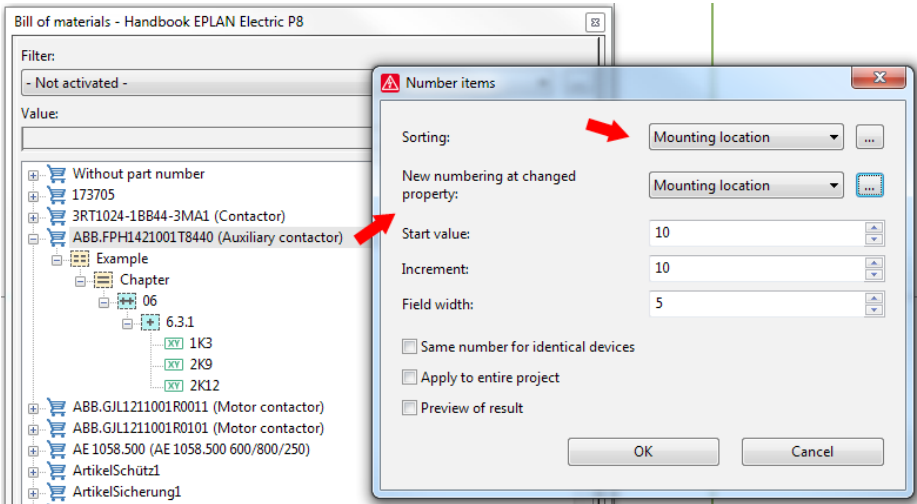 Bill of materials - Handbook EPLAN Electric P8
Filter:
- Not activated -
Value:
Without part number
173705
3RT1024-1BB44-3MA1 (Contactor)
ABB.FPH1421001T8440 (Auxiliary contactor)
Example
Chapter
06
6.3.1
XY 1K3
XY 2K9
XY 2K12
ABB.GJL1211001R0011 (Motor contactor)
ABB.GJL1211001R0101 (Motor contactor)
AE 1058.500 (AE 1058.500 600/800/250)
ArtikelSchütz1
ArtikelSicherung1
Number items
Sorting:
Mounting location
...
New numbering at changed
property:
Mounting location
...
Start value:
10
Increment:
10
Field width:
5
Same number for identical devices
Apply to entire project
Preview of result
OK
Cancel